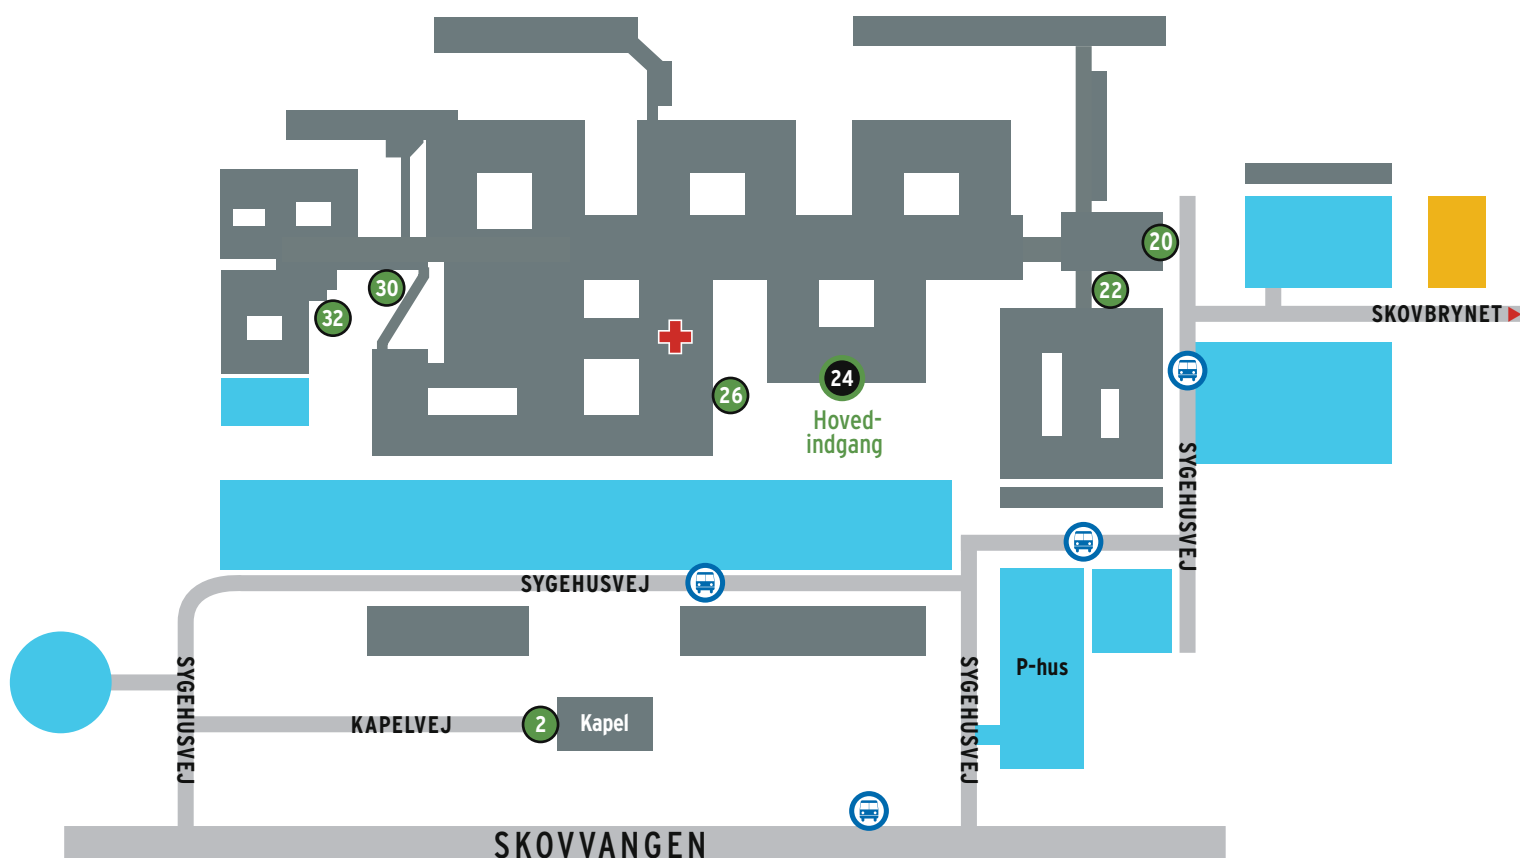 20
22
30
32
SKOVBRYNET
24
26
Hoved-
indgang
SYGEHUSVEJ
SYGEHUSVEJ
P-hus
SYGEHUSVEJ
SYGEHUSVEJ
KAPELVEJ
2
Kapel
SKOVVANGEN